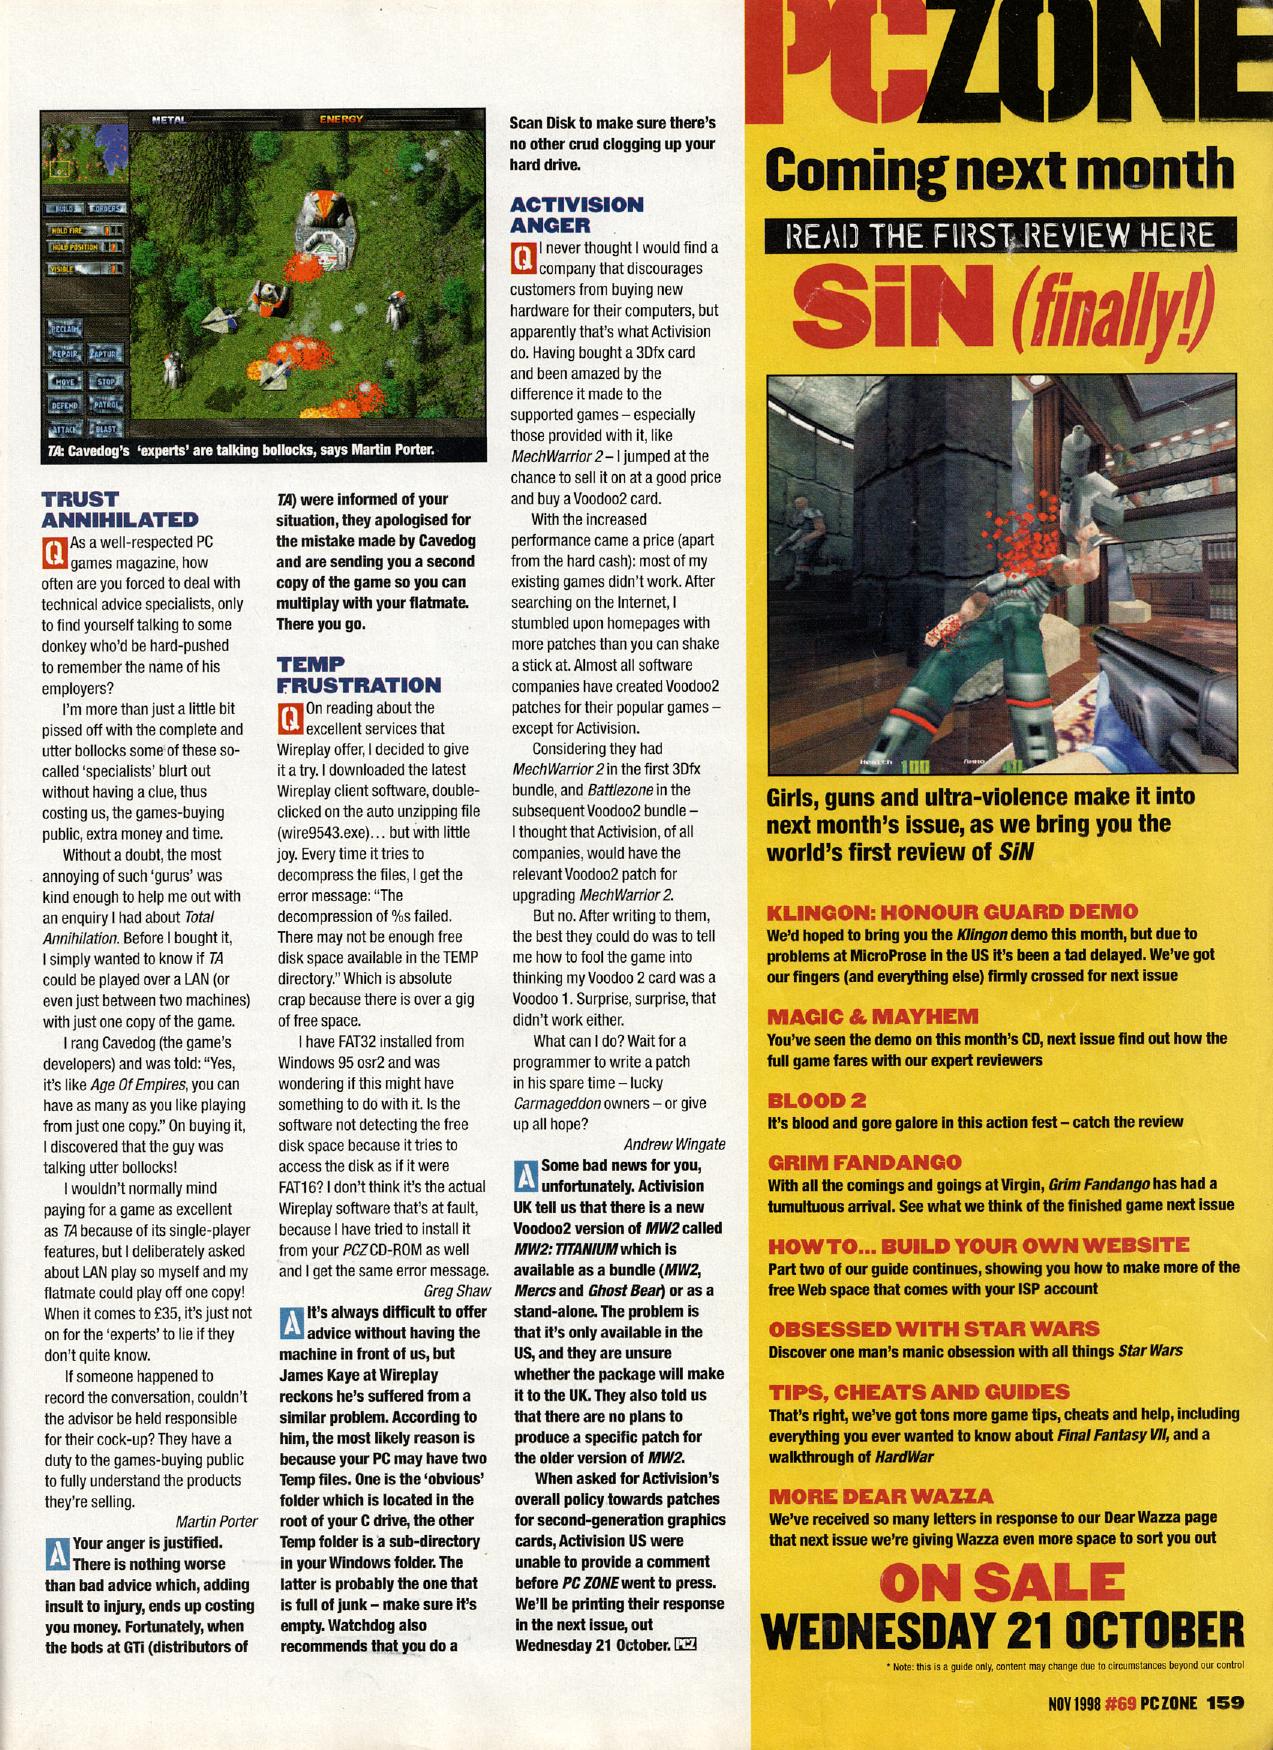 METAL
ENERGY
BUILD
ORDERS
HOLD FIRE
HOLD POSITION
VISIBLE
RECLAIM
REPAIR
CAPTURE
MOVE
STOP
DEFEND
PATROL
ATTACK
BLAST
TA: Cavedog's 'experts' are talking bollocks, says Martin Porter.
TRUST
ANNIHILATED
Q As a well-respected PC
games magazine, how
often are you forced to deal with
technical advice specialists, only
to find yourself talking to some
donkey who'd be hard-pushed
to remember the name of his
employers?
I'm more than just a little bit
pissed off with the complete and
utter bollocks some of these so-
called 'specialists' blurt out
without having a clue, thus
costing us, the games-buying
public, extra money and time.
Without a doubt, the most
annoying of such 'gurus' was
kind enough to help me out with
an enquiry I had about Total
Annihilation. Before I bought it,
I simply wanted to know if TA
could be played over a LAN (or
even just between two machines)
with just one copy of the game.
I rang Cavedog (the game's
developers) and was told: "Yes,
it's like Age Of Empires, you can
have as many as you like playing
from just one copy." On buying it,
I discovered that the guy was
talking utter bollocks!
I wouldn't normally mind
paying for a game as excellent
as TA because of its single-player
features, but I deliberately asked
about LAN play so myself and my
flatmate could play off one copy!
When it comes to £35, it's just not
on for the 'experts' to lie if they
don't quite know.
If someone happened to
record the conversation, couldn't
the advisor be held responsible
for their cock-up? They have a
duty to the games-buying public
to fully understand the products
they're selling.
Martin Porter
A Your anger is justified.
There is nothing worse
than bad advice which, adding
insult to injury, ends up costing
you money. Fortunately, when
the bods at GTi (distributors of
TA) were informed of your
situation, they apologised for
the mistake made by Cavedog
and are sending you a second
copy of the game so you can
multiplay with your flatmate.
There you go.
TEMP
FRUSTRATION
Q On reading about the
excellent services that
Wireplay offer, I decided to give
it a try. I downloaded the latest
Wireplay client software, double-
clicked on the auto unzipping file
(wire9543.exe)... but with little
joy. Every time it tries to
decompress the files, I get the
error message: "The
decompression of %s failed.
There may not be enough free
disk space available in the TEMP
directory." Which is absolute
crap because there is over a gig
of free space.
I have FAT32 installed from
Windows 95 osr2 and was
wondering if this might have
something to do with it. Is the
software not detecting the free
disk space because it tries to
access the disk as if it were
FAT16? I don't think it's the actual
Wireplay software that's at fault,
because I have tried to install it
from your PCZ CD-ROM as well
and I get the same error message.
Greg Shaw
A It's always difficult to offer
advice without having the
machine in front of us, but
James Kaye at Wireplay
reckons he's suffered from a
similar problem. According to
him, the most likely reason is
because your PC may have two
Temp files. One is the 'obvious'
folder which is located in the
root of your C drive, the other
Temp folder is a sub-directory
in your Windows folder. The
latter is probably the one that
is full of junk – make sure it's
empty. Watchdog also
recommends that you do a
Scan Disk to make sure there's
no other crud clogging up your
hard drive.
ACTIVISION
ANGER
Q I never thought I would find a
company that discourages
customers from buying new
hardware for their computers, but
apparently that's what Activision
do. Having bought a 3Dfx card
and been amazed by the
difference it made to the
supported games – especially
those provided with it, like
MechWarrior 2 – I jumped at the
chance to sell it on at a good price
and buy a Voodoo2 card.
With the increased
performance came a price (apart
from the hard cash): most of my
existing games didn't work. After
searching on the Internet, I
stumbled upon homepages with
more patches than you can shake
a stick at. Almost all software
companies have created Voodoo2
patches for their popular games –
except for Activision.
Considering they had
MechWarrior 2 in the first 3Dfx
bundle, and Battlezone in the
subsequent Voodoo2 bundle –
I thought that Activision, of all
companies, would have the
relevant Voodoo2 patch for
upgrading MechWarrior 2.
But no. After writing to them,
the best they could do was to tell
me how to fool the game into
thinking my Voodoo 2 card was a
Voodoo 1. Surprise, surprise, that
didn't work either.
What can I do? Wait for a
programmer to write a patch
in his spare time – lucky
Carmageddon owners – or give
up all hope?
Andrew Wingate
A Some bad news for you,
unfortunately. Activision
UK tell us that there is a new
Voodoo2 version of MW2 called
MW2: TITANIUM which is
available as a bundle (MW2,
Mercs and Ghost Bear) or as a
stand-alone. The problem is
that it's only available in the
US, and they are unsure
whether the package will make
it to the UK. They also told us
that there are no plans to
produce a specific patch for
the older version of MW2.
When asked for Activision's
overall policy towards patches
for second-generation graphics
cards, Activision US were
unable to provide a comment
before PC ZONE went to press.
We'll be printing their response
in the next issue, out
Wednesday 21 October. PCZ
PCZONE
Coming next month
READ THE FIRST REVIEW HERE
SiN (finally!)
Health 100
Ammo 40
Girls, guns and ultra-violence make it into
next month's issue, as we bring you the
world's first review of SiN
KLINGON: HONOUR GUARD DEMO
We'd hoped to bring you the Klingon demo this month, but due to
problems at MicroProse in the US it's been a tad delayed. We've got
our fingers (and everything else) firmly crossed for next issue
MAGIC & MAYHEM
You've seen the demo on this month's CD, next issue find out how the
full game fares with our expert reviewers
BLOOD 2
It's blood and gore galore in this action fest – catch the review
GRIM FANDANGO
With all the comings and goings at Virgin, Grim Fandango has had a
tumultuous arrival. See what we think of the finished game next issue
HOW TO... BUILD YOUR OWN WEBSITE
Part two of our guide continues, showing you how to make more of the
free Web space that comes with your ISP account
OBSESSED WITH STAR WARS
Discover one man's manic obsession with all things Star Wars
TIPS, CHEATS AND GUIDES
That's right, we've got tons more game tips, cheats and help, including
everything you ever wanted to know about Final Fantasy VII, and a
walkthrough of HardWar
MORE DEAR WAZZA
We've received so many letters in response to our Dear Wazza page
that next issue we're giving Wazza even more space to sort you out
ON SALE
WEDNESDAY 21 OCTOBER
* Note: this is a guide only, content may change due to circumstances beyond our control
NOV 1998 #69 PC ZONE 159